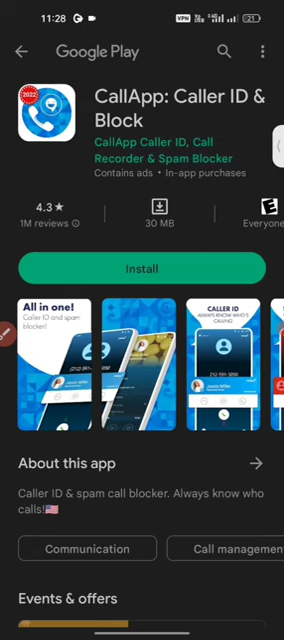 11:28
VPN
21
Google Play
2022
CallApp: Caller ID &
Block
CallApp Caller ID, Call
Recorder & Spam Blocker
Contains ads • In-app purchases
4.3★
1M reviews
30 MB
E
Everyone
Install
All in one!
Caller ID and spam
blocker!
CALLER ID
ALWAYS KNOW WHO'S
CALLING
About this app
Caller ID & spam call blocker. Always know who
calls!🇺🇸
Communication
Call management
Events & offers